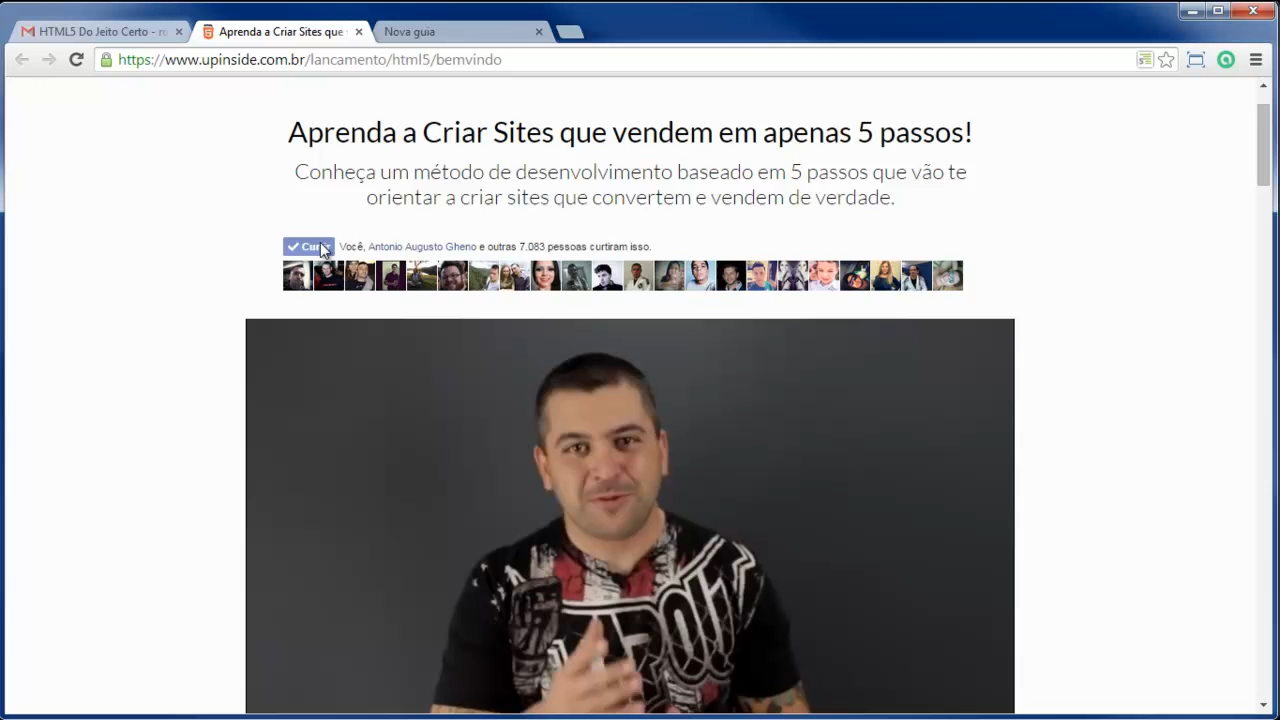 HTML5 Do Jeito Certo - ro
Aprenda a Criar Sites que
Nova guia
https://www.upinside.com.br/lancamento/html5/bemvindo
Aprenda a Criar Sites que vendem em apenas 5 passos!
Conheça um método de desenvolvimento baseado em 5 passos que vão te
orientar a criar sites que convertem e vendem de verdade.
Você, Antonio Augusto Gheno e outras 7.083 pessoas curtiram isso.